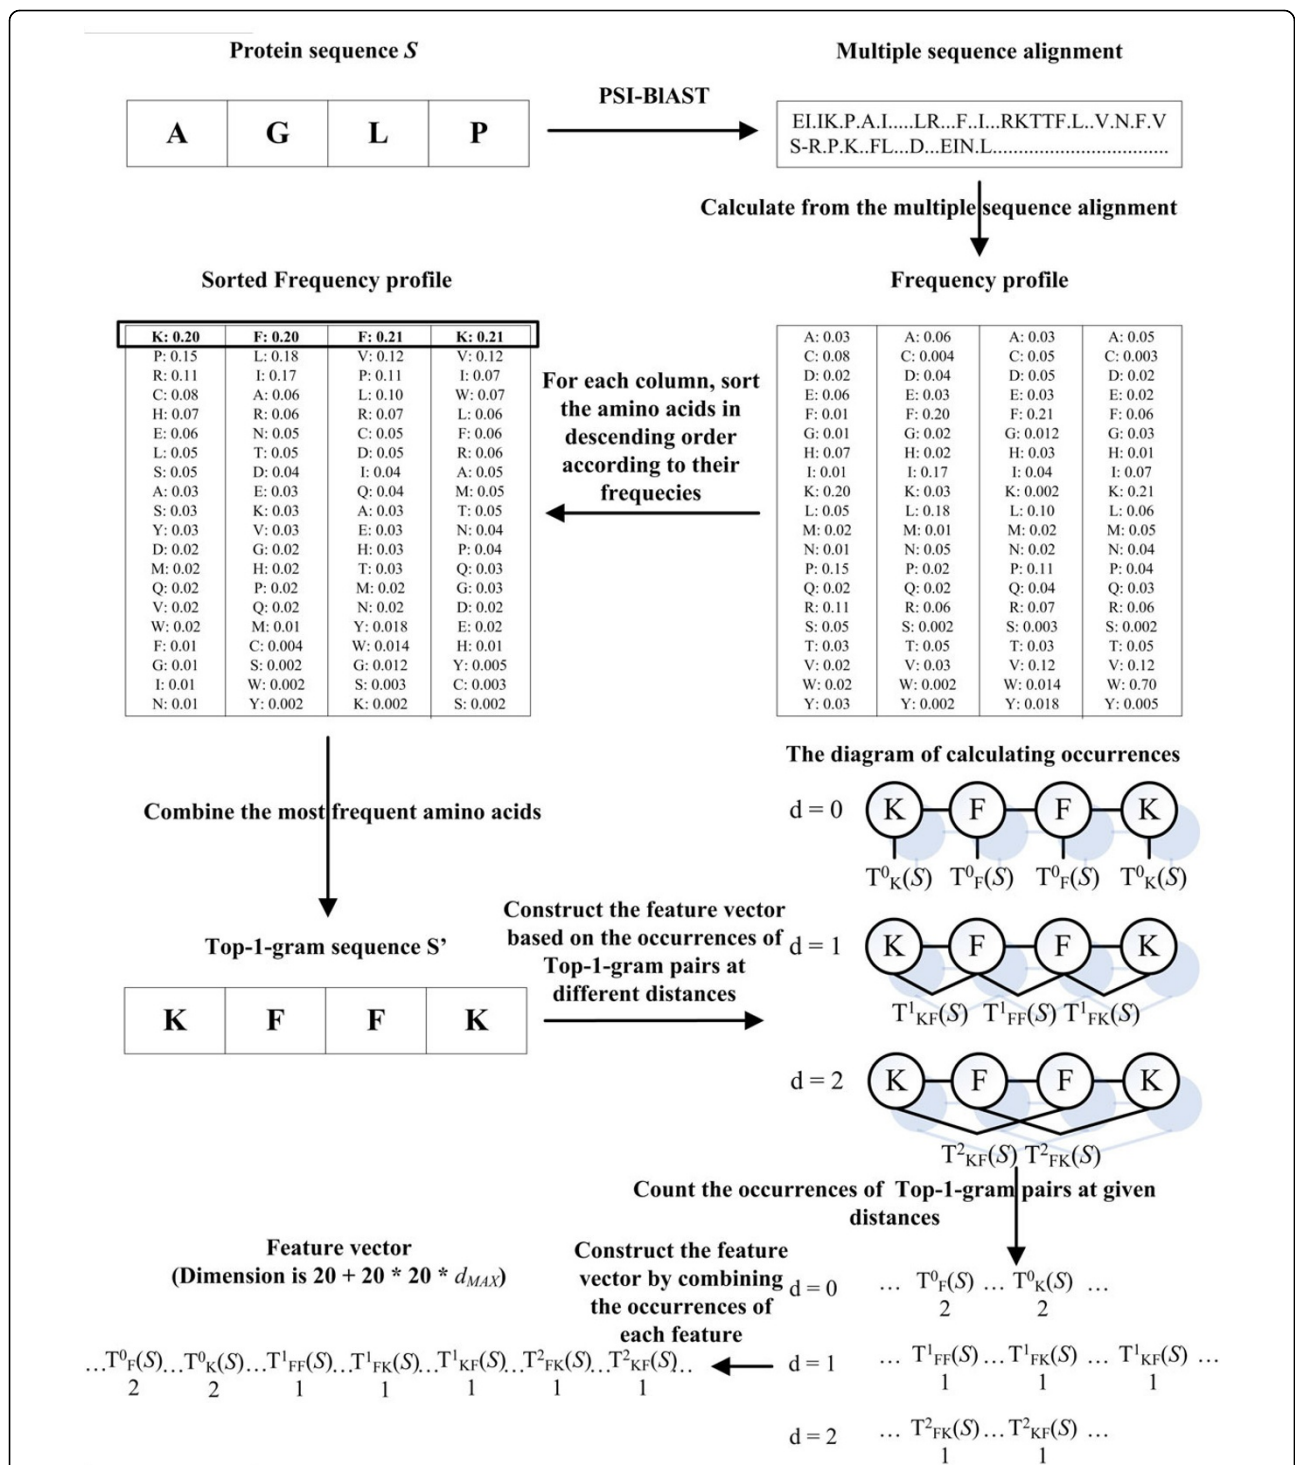 Protein sequence S
Multiple sequence alignment
PSI-BlAST
A G L P
EI.IK.P.A.I.....LR...F..I...RKTTF.L..V.N.F.V
S-R.P.K..FL...D...EIN.L...................................
Calculate from the multiple sequence alignment
Sorted Frequency profile
K: 0.20 F: 0.20 F: 0.21 K: 0.21
P: 0.15 L: 0.18 V: 0.12 V: 0.12
R: 0.11 I: 0.17 P: 0.11 I: 0.07
C: 0.08 A: 0.06 L: 0.10 W: 0.07
H: 0.07 R: 0.06 R: 0.07 L: 0.06
E: 0.06 N: 0.05 C: 0.05 F: 0.06
L: 0.05 T: 0.05 D: 0.05 R: 0.06
S: 0.05 D: 0.04 I: 0.04 A: 0.05
A: 0.03 E: 0.03 Q: 0.04 M: 0.05
S: 0.03 K: 0.03 A: 0.03 T: 0.05
Y: 0.03 V: 0.03 E: 0.03 N: 0.04
D: 0.02 G: 0.02 H: 0.03 P: 0.04
M: 0.02 H: 0.02 T: 0.03 Q: 0.03
Q: 0.02 P: 0.02 M: 0.02 G: 0.03
V: 0.02 Q: 0.02 N: 0.02 D: 0.02
W: 0.02 M: 0.01 Y: 0.018 E: 0.02
F: 0.01 C: 0.004 W: 0.014 H: 0.01
G: 0.01 S: 0.002 G: 0.012 Y: 0.005
I: 0.01 W: 0.002 S: 0.003 C: 0.003
N: 0.01 Y: 0.002 K: 0.002 S: 0.002
For each column, sort
the amino acids in
descending order
according to their
frequecies
Frequency profile
A: 0.03 A: 0.06 A: 0.03 A: 0.05
C: 0.08 C: 0.004 C: 0.05 C: 0.003
D: 0.02 D: 0.04 D: 0.05 D: 0.02
E: 0.06 E: 0.03 E: 0.03 E: 0.02
F: 0.01 F: 0.20 F: 0.21 F: 0.06
G: 0.01 G: 0.02 G: 0.012 G: 0.03
H: 0.07 H: 0.02 H: 0.03 H: 0.01
I: 0.01 I: 0.17 I: 0.04 I: 0.07
K: 0.20 K: 0.03 K: 0.002 K: 0.21
L: 0.05 L: 0.18 L: 0.10 L: 0.06
M: 0.02 M: 0.01 M: 0.02 M: 0.05
N: 0.01 N: 0.05 N: 0.02 N: 0.04
P: 0.15 P: 0.02 P: 0.11 P: 0.04
Q: 0.02 Q: 0.02 Q: 0.04 Q: 0.03
R: 0.11 R: 0.06 R: 0.07 R: 0.06
S: 0.05 S: 0.002 S: 0.003 S: 0.002
T: 0.03 T: 0.05 T: 0.03 T: 0.05
V: 0.02 V: 0.03 V: 0.12 V: 0.12
W: 0.02 W: 0.002 W: 0.014 W: 0.70
Y: 0.03 Y: 0.002 Y: 0.018 Y: 0.005
Combine the most frequent amino acids
Top-1-gram sequence S’
K F F K
Construct the feature vector
based on the occurrences of
Top-1-gram pairs at
different distances
The diagram of calculating occurrences
d = 0 K F F K
T⁰K(S) T⁰F(S) T⁰F(S) T⁰K(S)
d = 1 K F F K
T¹KF(S) T¹FF(S) T¹FK(S)
d = 2 K F F K
T²KF(S) T²FK(S)
Count the occurrences of Top-1-gram pairs at given
distances
d = 0 ... T⁰F(S) ... T⁰K(S) ...
2 2
d = 1 ... T¹FF(S)...T¹FK(S) ... T¹KF(S) ...
1 1 1
d = 2 ... T²FK(S)...T²KF(S) ...
1 1
Construct the feature
vector by combining
the occurrences of
each feature
Feature vector
(Dimension is 20 + 20 * 20 * dMAX)
...T⁰F(S)...T⁰K(S)...T¹FF(S)...T¹FK(S)...T¹KF(S)...T²FK(S)...T²KF(S)...
2 2 1 1 1 1 1